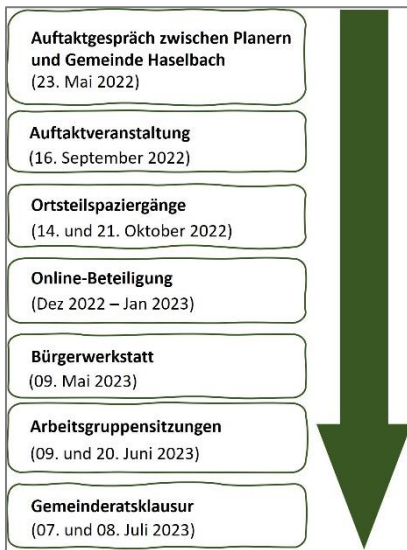 Auftaktgespräch zwischen Planern
und Gemeinde Haselbach
(23. Mai 2022)
Auftaktveranstaltung
(16. September 2022)
Ortsteilspaziergänge
(14. und 21. Oktober 2022)
Online-Beteiligung
(Dez 2022 – Jan 2023)
Bürgerwerkstatt
(09. Mai 2023)
Arbeitsgruppensitzungen
(09. und 20. Juni 2023)
Gemeinderatsklausur
(07. und 08. Juli 2023)